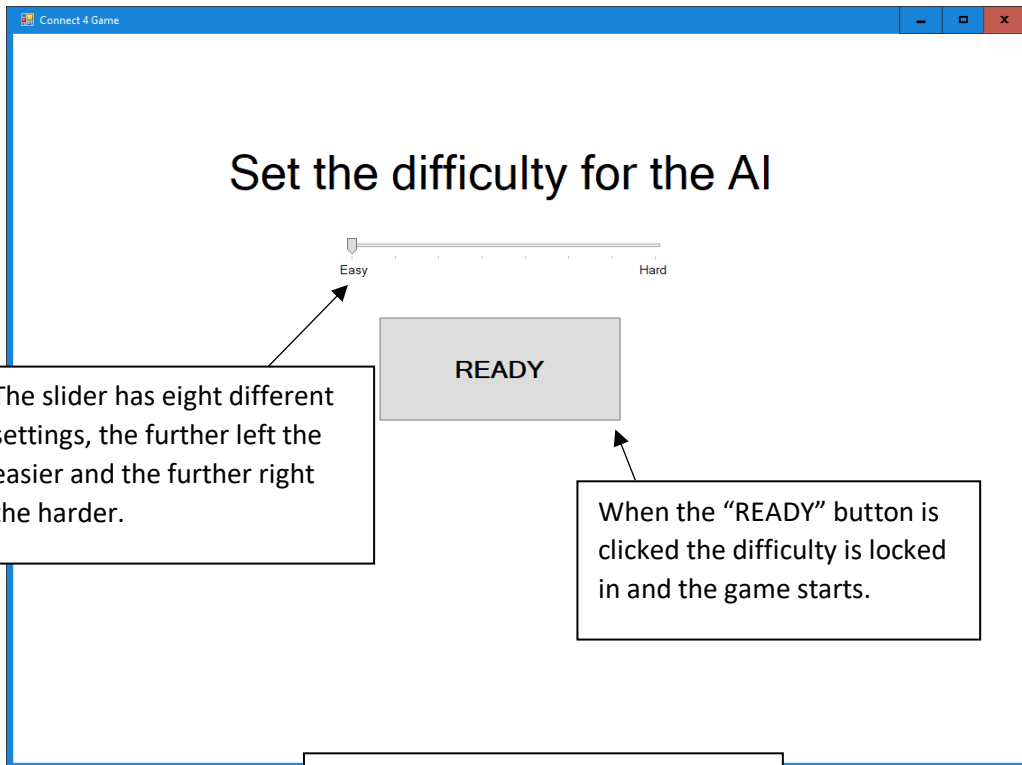 Connect 4 Game
Set the difficulty for the AI
Easy Hard
READY
The slider has eight different
settings, the further left the
easier and the further right
the harder.
When the “READY” button is
clicked the difficulty is locked
in and the game starts.